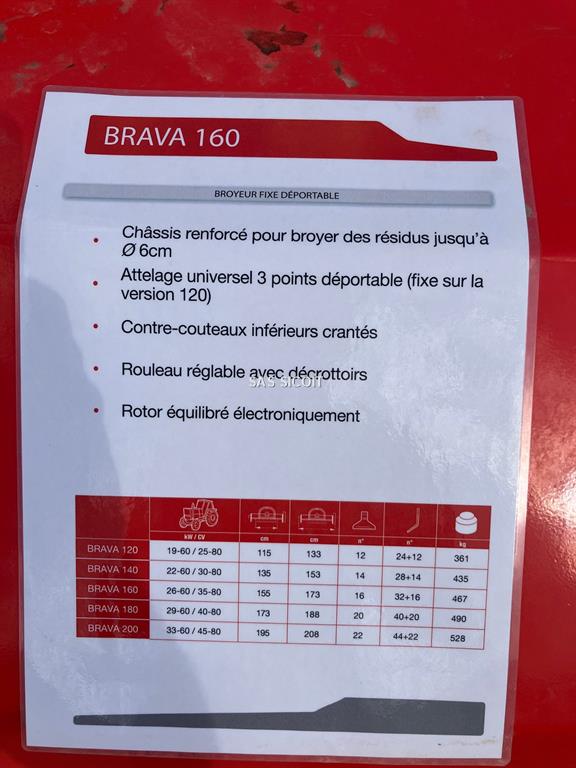 BRAVA 160
BROYEUR FIXE DÉPORTABLE
• Châssis renforcé pour broyer des résidus jusqu'à
Ø 6cm
• Attelage universel 3 points déportable (fixe sur la
version 120)
• Contre-couteaux inférieurs crantés
• Rouleau réglable avec décrottoirs
SAS SICOIT
• Rotor équilibré électroniquement
kW / CV cm cm n° n° kg
BRAVA 120 19-60 / 25-80 115 133 12 24+12 361
BRAVA 140 22-60 / 30-80 135 153 14 28+14 435
BRAVA 160 26-60 / 35-80 155 173 16 32+16 467
BRAVA 180 29-60 / 40-80 173 188 20 40+20 490
BRAVA 200 33-60 / 45-80 195 208 22 44+22 528